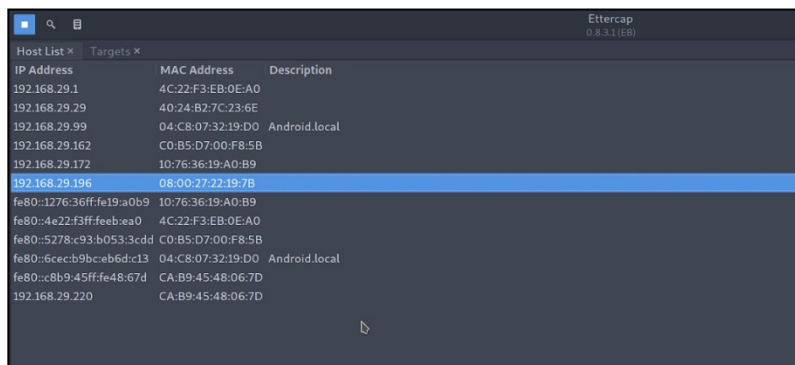 Ettercap
0.8.3.1 (EB)
Host List × Targets ×
IP Address MAC Address Description
192.168.29.1 4C:22:F3:EB:0E:A0
192.168.29.29 40:24:B2:7C:23:6E
192.168.29.99 04:C8:07:32:19:D0 Android.local
192.168.29.162 C0:B5:D7:00:F8:5B
192.168.29.172 10:76:36:19:A0:B9
192.168.29.196 08:00:27:22:19:7B
fe80::1276:36ff:fe19:a0b9 10:76:36:19:A0:B9
fe80::4e22:f3ff:feeb:ea0 4C:22:F3:EB:0E:A0
fe80::5278:c93:b053:3cdd C0:B5:D7:00:F8:5B
fe80::6cec:b9bc:eb6d:c13 04:C8:07:32:19:D0 Android.local
fe80::c8b9:45ff:fe48:67d CA:B9:45:48:06:7D
192.168.29.220 CA:B9:45:48:06:7D